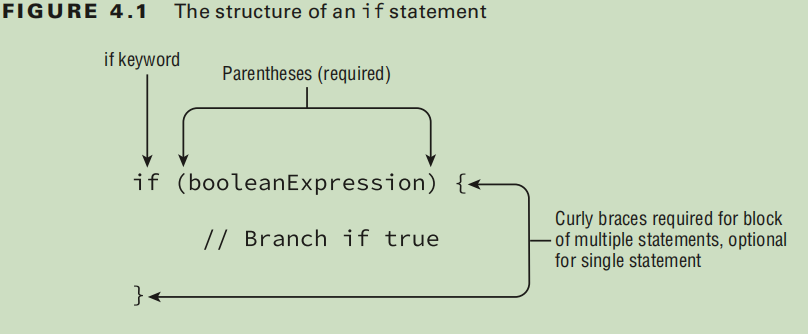 FIGURE 4.1 The structure of an if statement
if keyword
Parentheses (required)
if (booleanExpression) {
// Branch if true
Curly braces required for block
of multiple statements, optional
for single statement
}